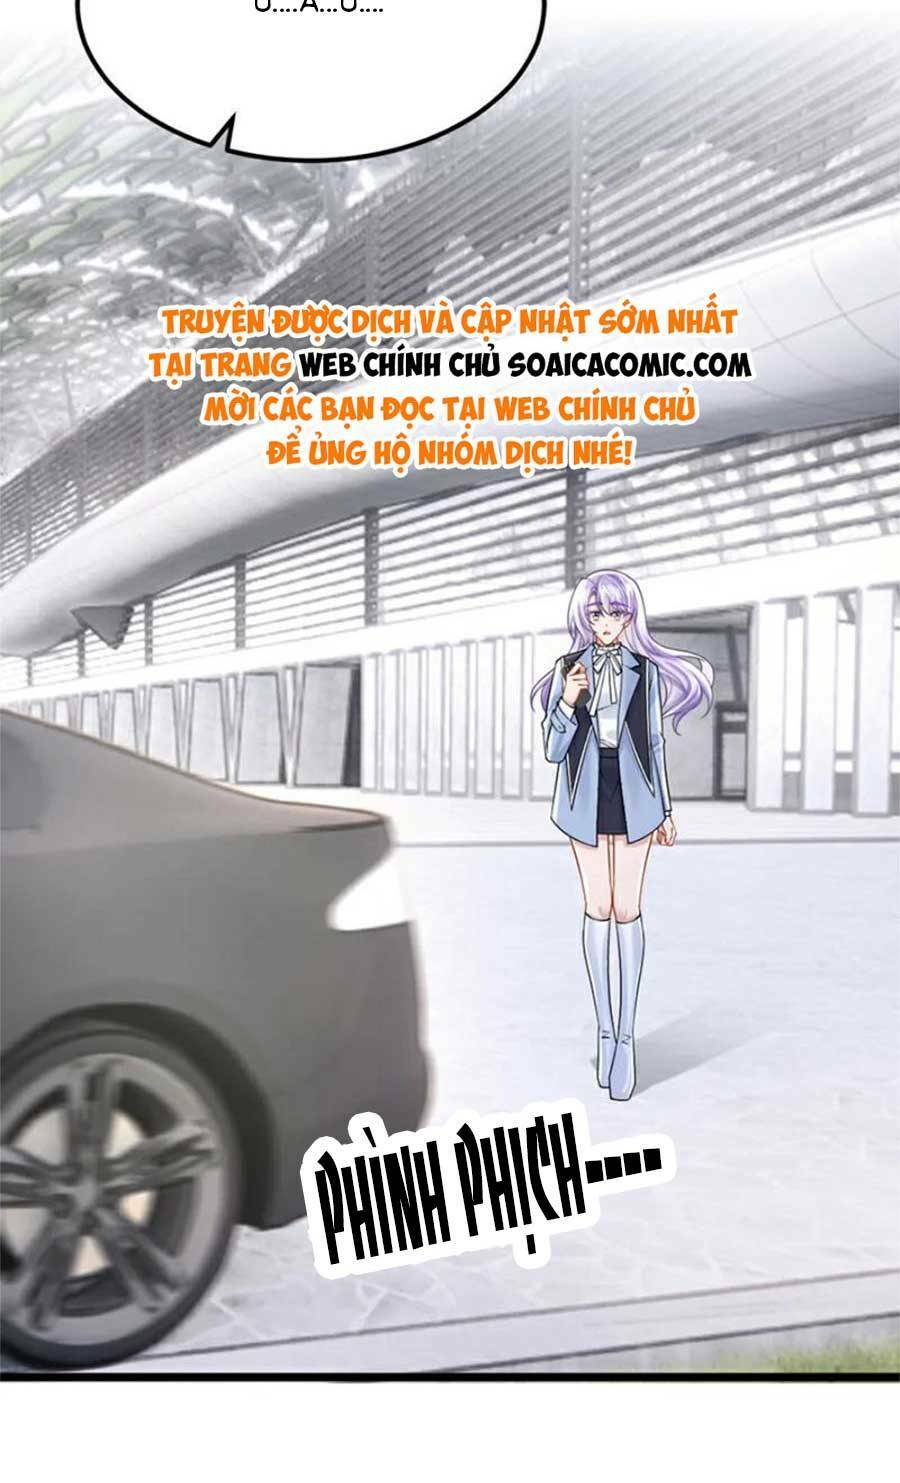 Ừ....À...Ừ....
TRUYỆN ĐƯỢC DỊCH VÀ CẬP NHẬT SỚM NHẤT
TẠI TRANG WEB CHÍNH CHỦ SOAICACOMIC.COM
MỜI CÁC BẠN ĐỌC TẠI WEB CHÍNH CHỦ
ĐỂ ỦNG HỘ NHÓM DỊCH NHÉ!
PHÌNH PHỊCH----